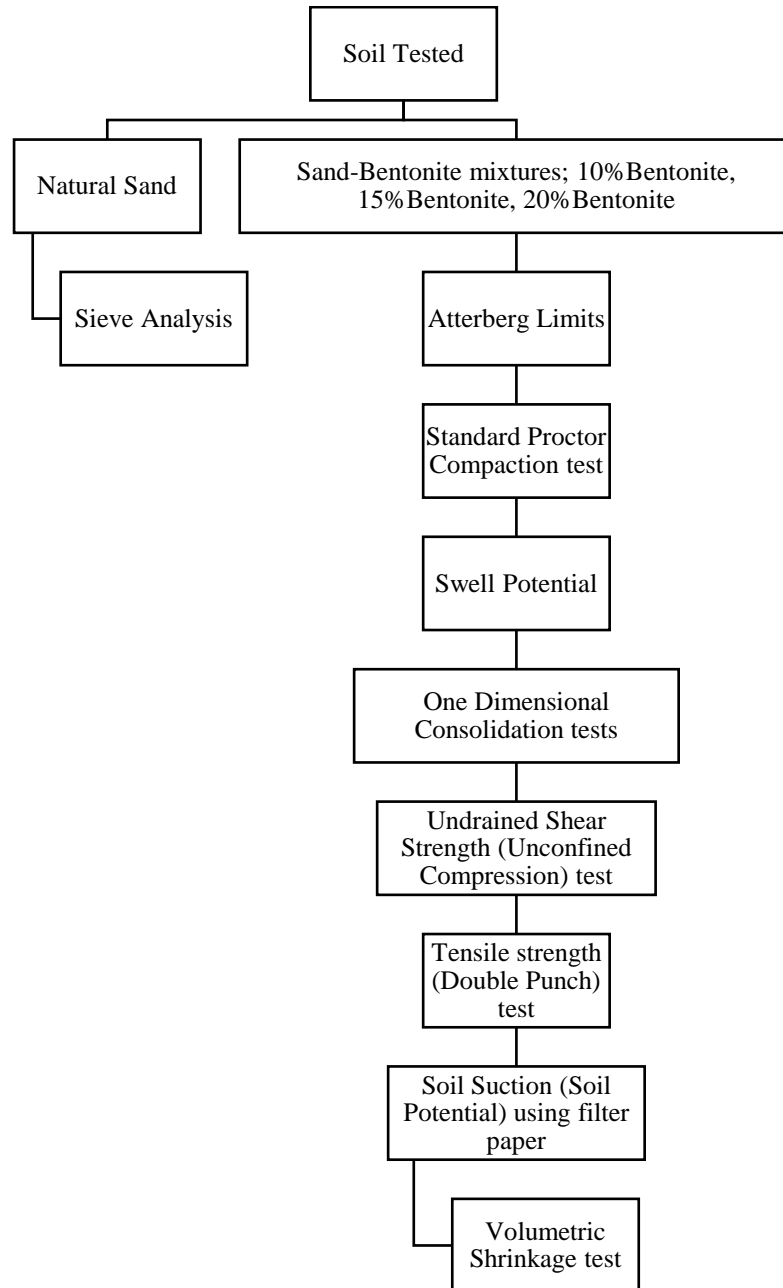 Soil Tested
Natural Sand
Sand-Bentonite mixtures; 10%Bentonite,
15%Bentonite, 20%Bentonite
Sieve Analysis
Atterberg Limits
Standard Proctor
Compaction test
Swell Potential
One Dimensional
Consolidation tests
Undrained Shear
Strength (Unconfined
Compression) test
Tensile strength
(Double Punch)
test
Soil Suction (Soil
Potential) using filter
paper
Volumetric
Shrinkage test